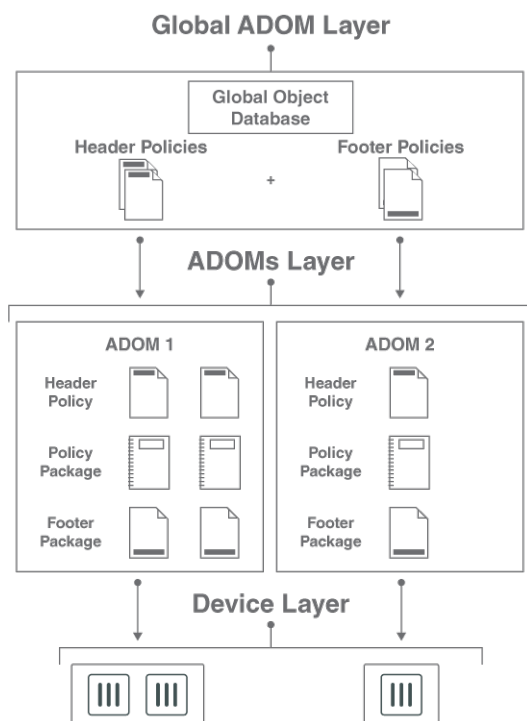 Global ADOM Layer
Global Object
Database
Header Policies
Footer Policies
+
ADOMs Layer
ADOM 1
Header
Policy
Policy
Package
Footer
Package
ADOM 2
Header
Policy
Policy
Package
Footer
Package
Device Layer